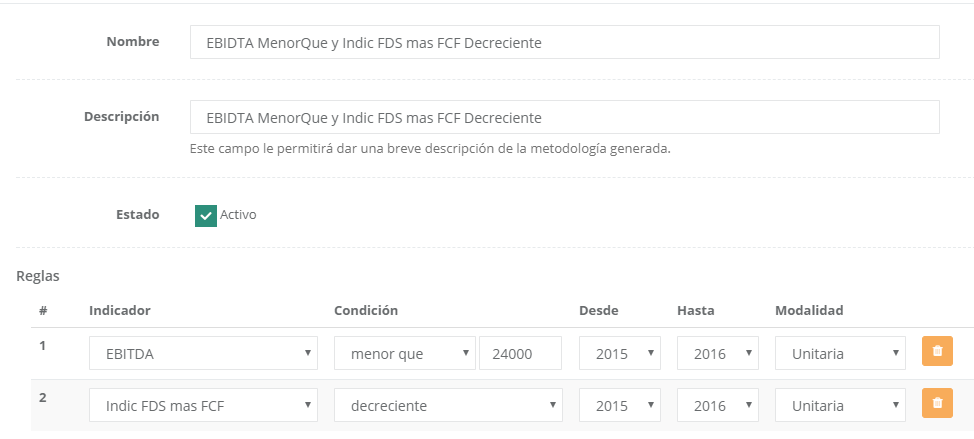 Nombre
EBIDTA MenorQue y Indic FDS mas FCF Decreciente
Descripción
EBIDTA MenorQue y Indic FDS mas FCF Decreciente
Este campo le permitirá dar una breve descripción de la metodología generada.
Estado
Activo
Reglas
# Indicador Condición Desde Hasta Modalidad
1 EBITDA menor que 24000 2015 2016 Unitaria
2 Indic FDS mas FCF decreciente 2015 2016 Unitaria